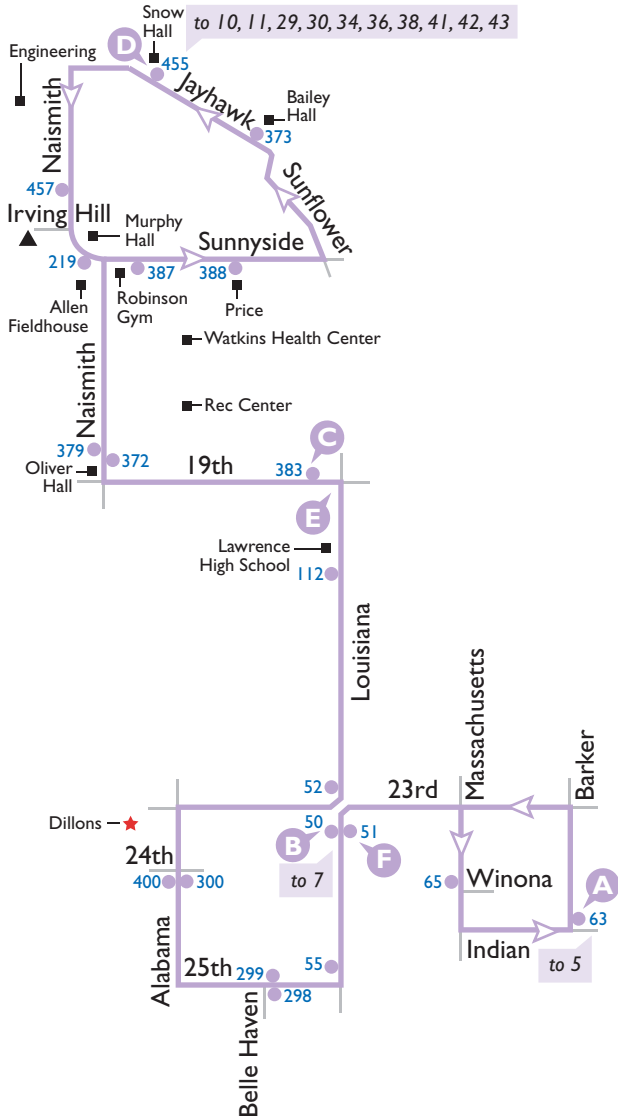 Snow
Hall
to 10, 11, 29, 30, 34, 36, 38, 41, 42, 43
D
455
Engineering
Jayhawk
Bailey
Hall
373
Naismith
Sunflower
457
Irving Hill
Murphy
Hall
Sunnyside
219
387
388
Allen
Fieldhouse
Robinson
Gym
Price
Watkins Health Center
Naismith
Rec Center
379
372
C
19th
383
Oliver
Hall
E
Lawrence
High School
112
Louisiana
Massachusetts
Barker
52
23rd
Dillons
50
51
B
F
24th
to 7
400
300
65
Winona
A
63
Indian
to 5
Alabama
25th
299
55
298
Belle Haven